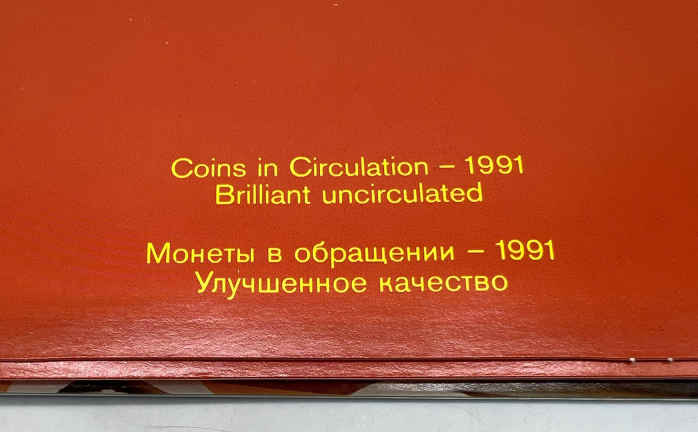 Coins in Circulation – 1991
Brilliant uncirculated
Монеты в обращении – 1991
Улучшенное качество